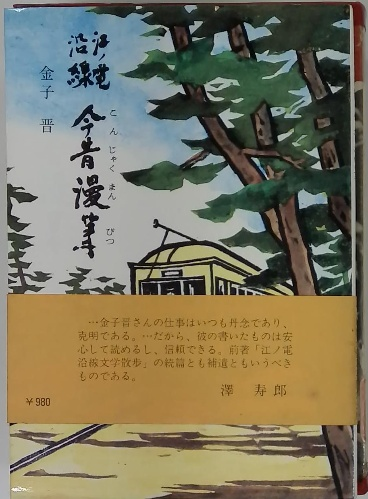 江ノ電
沿線
今昔漫筆
こんじゃくまんぴつ
金子 晋
…金子晋さんの仕事はいつも丹念であり、
克明である。…だから、彼の書いたものは安
心して読めるし、信頼できる。前著「江ノ電
沿線文学散歩」の続篇とも補遺ともいうべき
ものである。
澤 寿郎
￥980